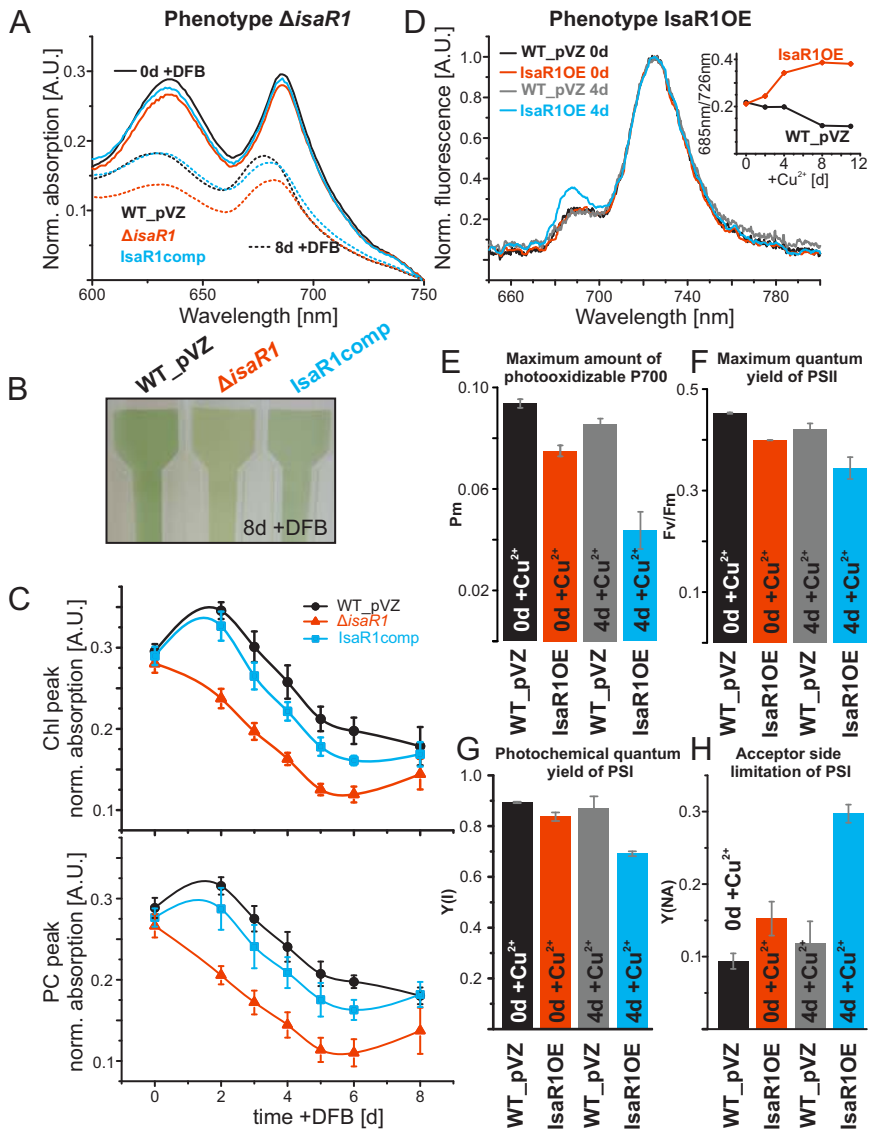 A
Phenotype ΔisaR1
Norm. absorption [A.U.]
0.3
0.1
0d +DFB
WT_pVZ
ΔisaR1
IsaR1comp
8d +DFB
600
650
700
750
Wavelength [nm]
B
WT_pVZ
ΔisaR1
IsaR1comp
8d +DFB
C
Chl peak
norm. absorption [A.U.]
0.3
0.2
0.1
WT_pVZ
ΔisaR1
IsaR1comp
PC peak
norm. absorption [A.U.]
0.3
0.2
0.1
0
2
4
6
8
time +DFB [d]
D
Phenotype IsaR1OE
Norm. fluorescence [A.U.]
1.0
0.8
0.6
0.4
0.2
0.0
WT_pVZ 0d
IsaR1OE 0d
WT_pVZ 4d
IsaR1OE 4d
660
700
740
780
Wavelength [nm]
685nm/726nm
0.4
0.2
IsaR1OE
WT_pVZ
0
4
8
12
+Cu²⁺ [d]
E
Maximum amount of
photooxidizable P700
Pm
0.10
0.06
0.02
0d +Cu²⁺
0d +Cu²⁺
4d +Cu²⁺
4d +Cu²⁺
WT_pVZ
IsaR1OE
WT_pVZ
IsaR1OE
F
Maximum quantum
yield of PSII
Fv/Fm
0.5
0.3
0.1
0d +Cu²⁺
0d +Cu²⁺
4d +Cu²⁺
4d +Cu²⁺
WT_pVZ
IsaR1OE
WT_pVZ
IsaR1OE
G
Photochemical quantum
yield of PSI
Y(I)
1.0
0.8
0.6
0.4
0.2
0d +Cu²⁺
0d +Cu²⁺
4d +Cu²⁺
4d +Cu²⁺
WT_pVZ
IsaR1OE
WT_pVZ
IsaR1OE
H
Acceptor side
limitation of PSI
Y(NA)
0.3
0.2
0.1
0d +Cu²⁺
0d +Cu²⁺
4d +Cu²⁺
4d +Cu²⁺
WT_pVZ
IsaR1OE
WT_pVZ
IsaR1OE